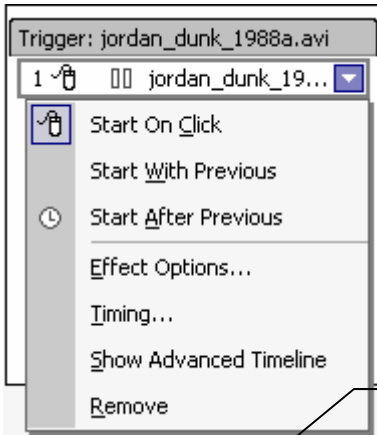 Trigger: jordan_dunk_1988a.avi
1 jordan_dunk_19...
Start On Click
Start With Previous
Start After Previous
Effect Options...
Timing...
Show Advanced Timeline
Remove